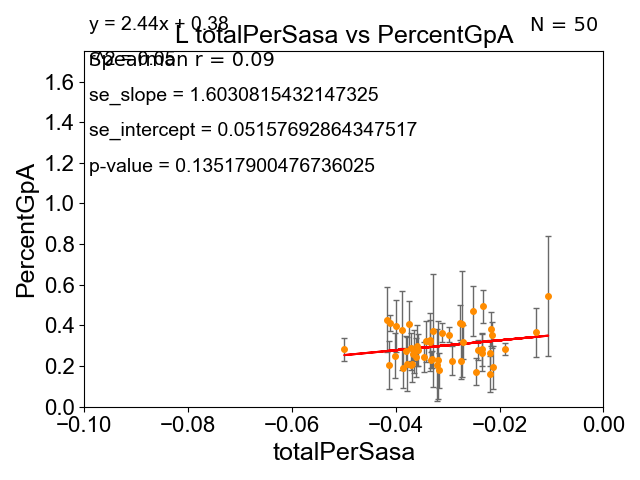 y = 2.44x + 0.38
N = 50
L totalPerSasa vs PercentGpA
Spearman r = 0.09
se_slope = 1.6030815432147325
se_intercept = 0.05157692864347517
p-value = 0.13517900476736025
PercentGpA
1.6
1.4
1.2
1.0
0.8
0.6
0.4
0.2
0.0
−0.10 −0.08 −0.06 −0.04 −0.02 0.00
totalPerSasa